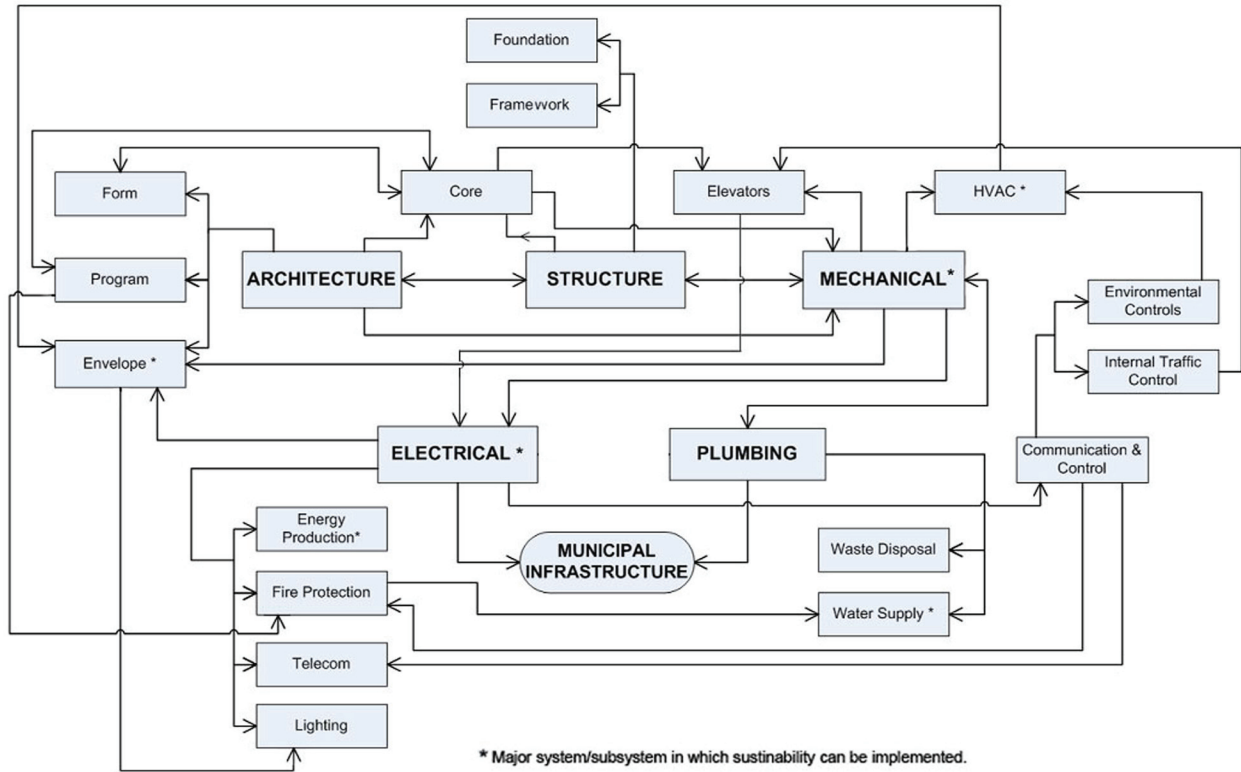 Foundation
Framework
Form
Core
Elevators
HVAC *
ARCHITECTURE
STRUCTURE
MECHANICAL*
Program
Environmental
Controls
Envelope *
Internal Traffic
Control
ELECTRICAL *
PLUMBING
Communication &
Control
Energy
Production*
MUNICIPAL
INFRASTRUCTURE
Waste Disposal
Fire Protection
Water Supply *
Telecom
Lighting
* Major system/subsystem in which sustinability can be implemented.